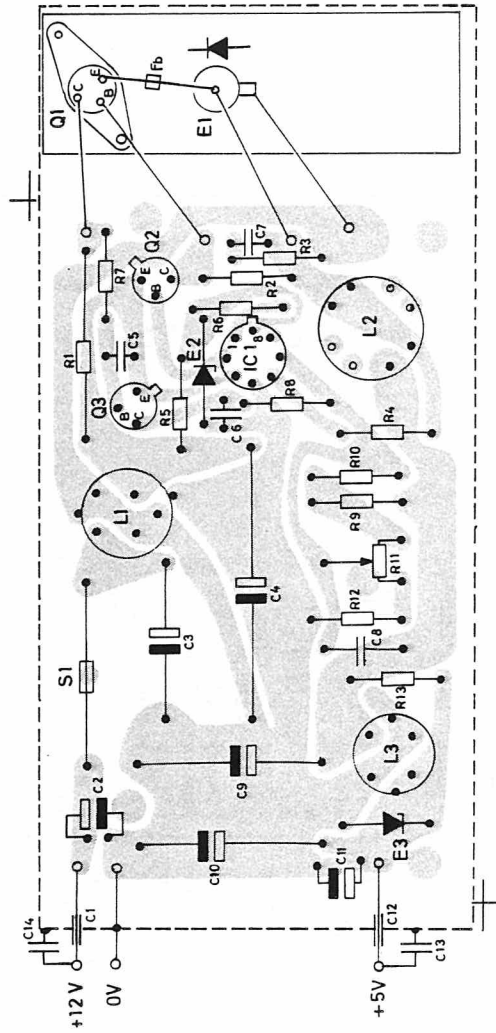 Q1
C
E
B
Fb
E1
R1
R7
Q2
E
B
C
C5
Q3
B
C
E
R5
E2
C6
R6
R2
C7
R3
1
8
IC1
R8
L2
L1
R4
R10
R9
R11
S1
C3
C4
R12
C8
R13
C2
C9
L3
C10
E3
C11
C14
C1
+12 V
0V
C12
C13
+5V